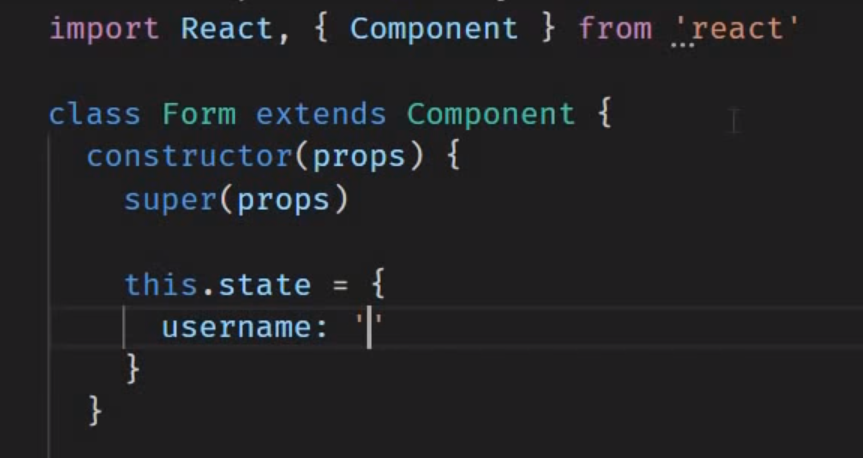 import React, { Component } from 'react'
class Form extends Component {
constructor(props) {
super(props)
this.state = {
username: ''
}
}